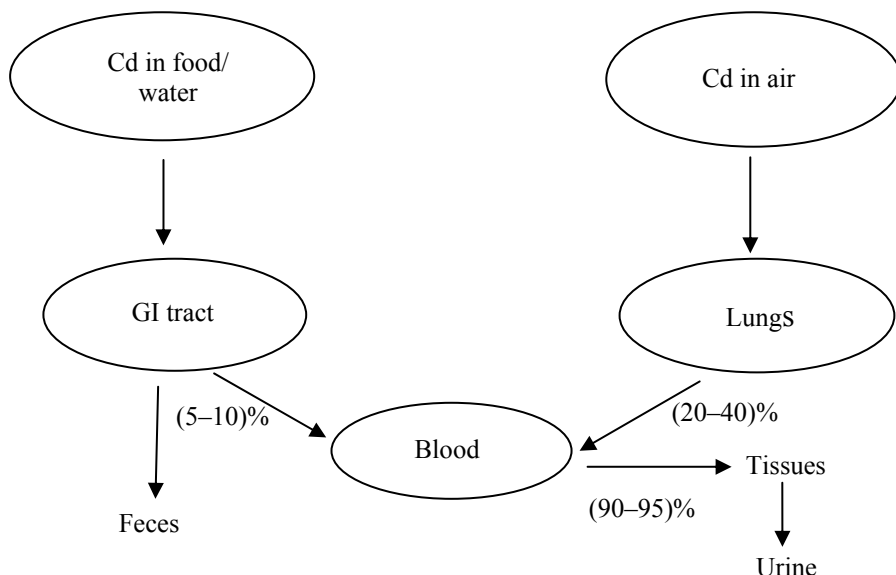 Cd in food/
water
Cd in air
GI tract
Lungs
(5–10)%
(20–40)%
Blood
Tissues
(90–95)%
Feces
Urine